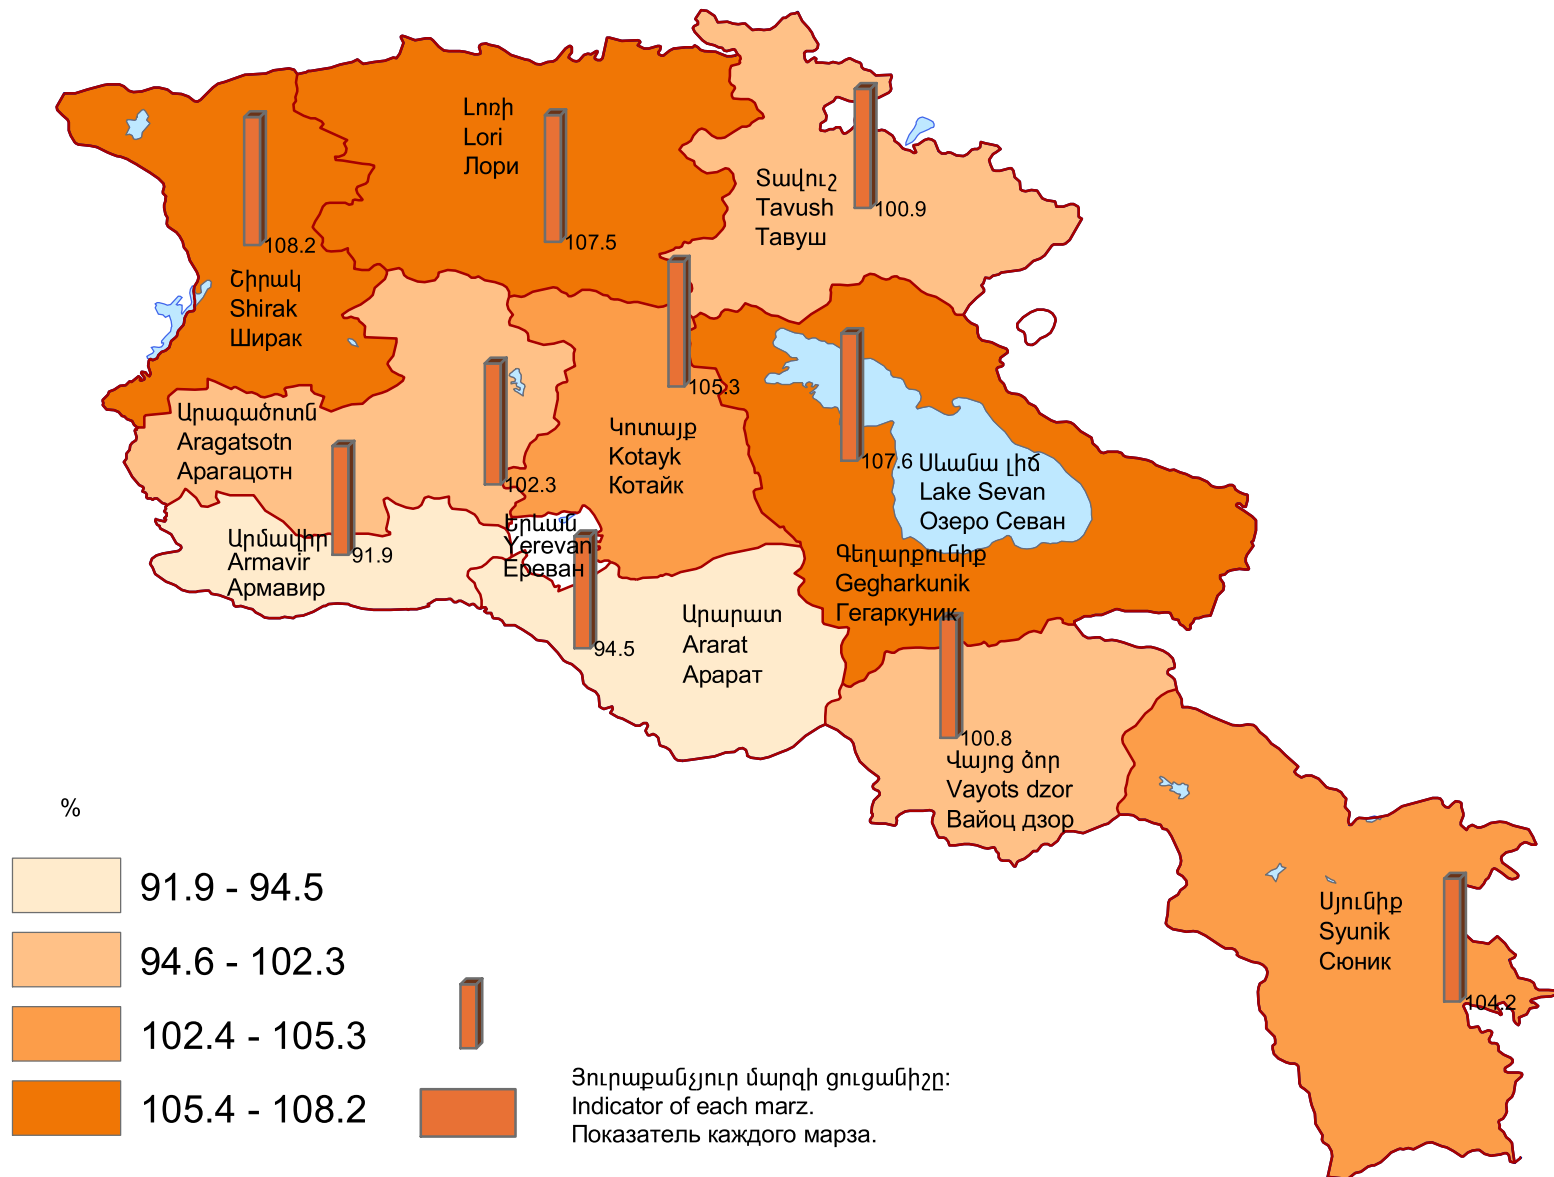 Լոռի
Lori
Лори
107.5
Տավուշ
Tavush
Тавуш
100.9
108.2
Շիրակ
Shirak
Ширак
105.3
Արագածոտն
Aragatsotn
Арагацотн
102.3
Կոտայք
Kotayk
Котайк
107.6
Սևանա լիճ
Lake Sevan
Озеро Севан
Արմավիր
Armavir
Армавир
91.9
Երևան
Yerevan
Ереван
94.5
Գեղարքունիք
Gegharkunik
Гегаркуник
Արարատ
Ararat
Арарат
100.8
Վայոց ձոր
Vayots dzor
Вайоц дзор
Սյունիք
Syunik
Сюник
104.2
%
91.9 - 94.5
94.6 - 102.3
102.4 - 105.3
105.4 - 108.2
Յուրաքանչյուր մարզի ցուցանիշը:
Indicator of each marz.
Показатель каждого марза.